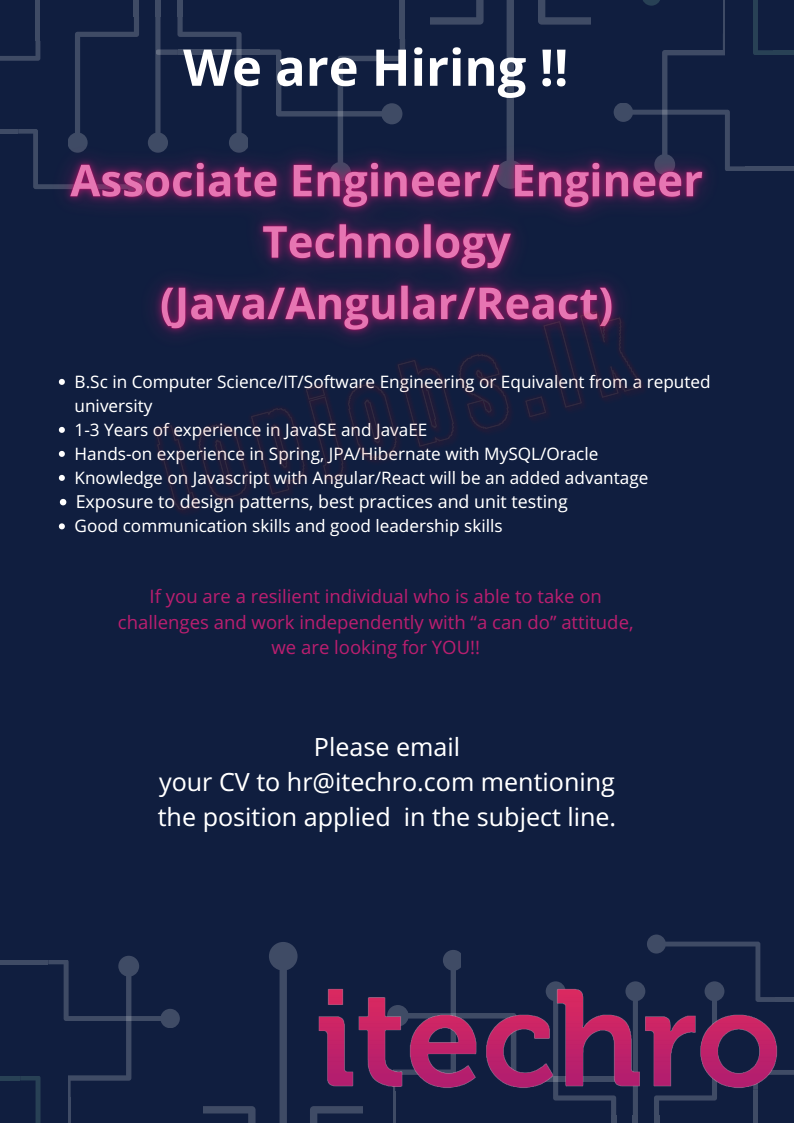 We are Hiring !!
Associate Engineer/ Engineer
Technology
(Java/Angular/React)
• B.Sc in Computer Science/IT/Software Engineering or Equivalent from a reputed
university
• 1-3 Years of experience in JavaSE and JavaEE
• Hands-on experience in Spring, JPA/Hibernate with MySQL/Oracle
• Knowledge on Javascript with Angular/React will be an added advantage
• Exposure to design patterns, best practices and unit testing
• Good communication skills and good leadership skills
topjobs.lk
If you are a resilient individual who is able to take on
challenges and work independently with “a can do” attitude,
we are looking for YOU!!
Please email
your CV to hr@itechro.com mentioning
the position applied  in the subject line.
itechro